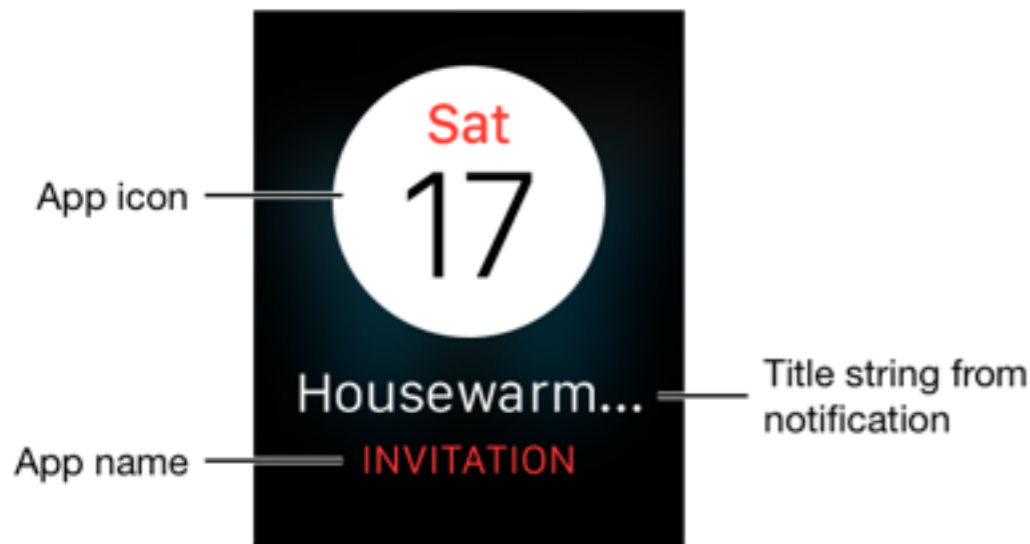 Sat
17
App icon
Housewarm...
Title string from
notification
App name
INVITATION